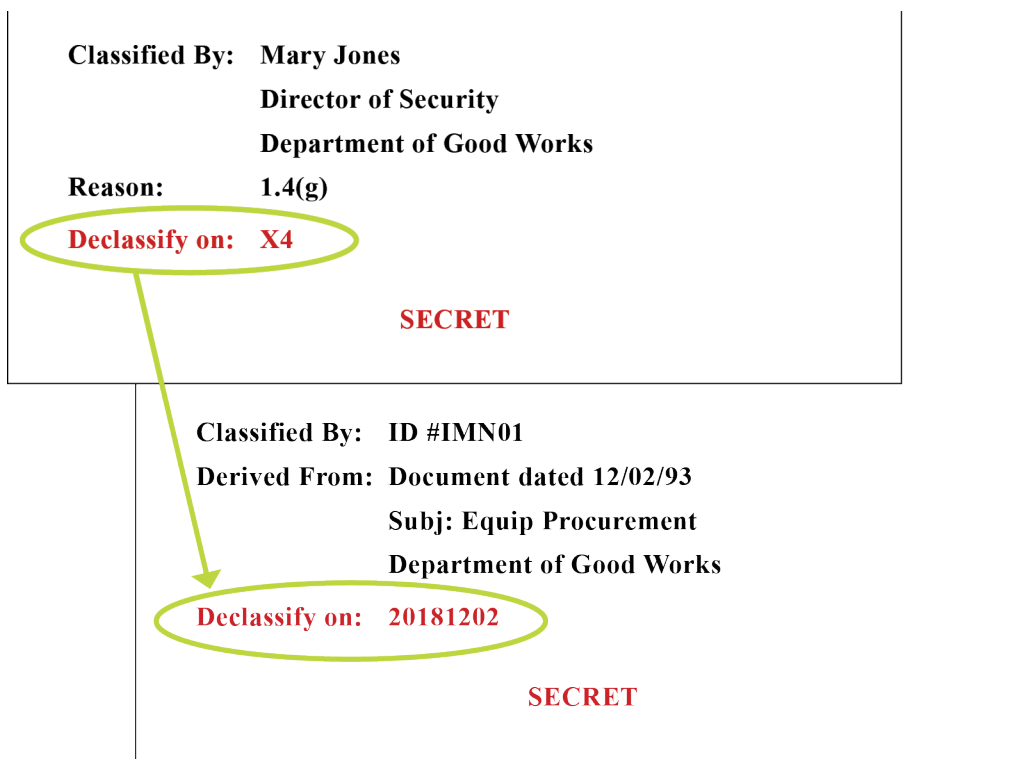 Classified By: Mary Jones
Director of Security
Department of Good Works
Reason: 1.4(g)
Declassify on: X4
SECRET
Classified By: ID #IMN01
Derived From: Document dated 12/02/93
Subj: Equip Procurement
Department of Good Works
Declassify on: 20181202
SECRET